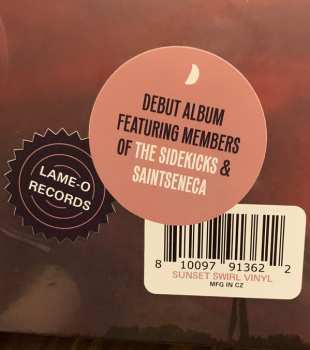 DEBUT ALBUM
FEATURING MEMBERS
OF THE SIDEKICKS &
SAINTSENECA
LAME-O
RECORDS
8 10097 91362 2
SUNSET SWIRL VINYL
MFG IN CZ